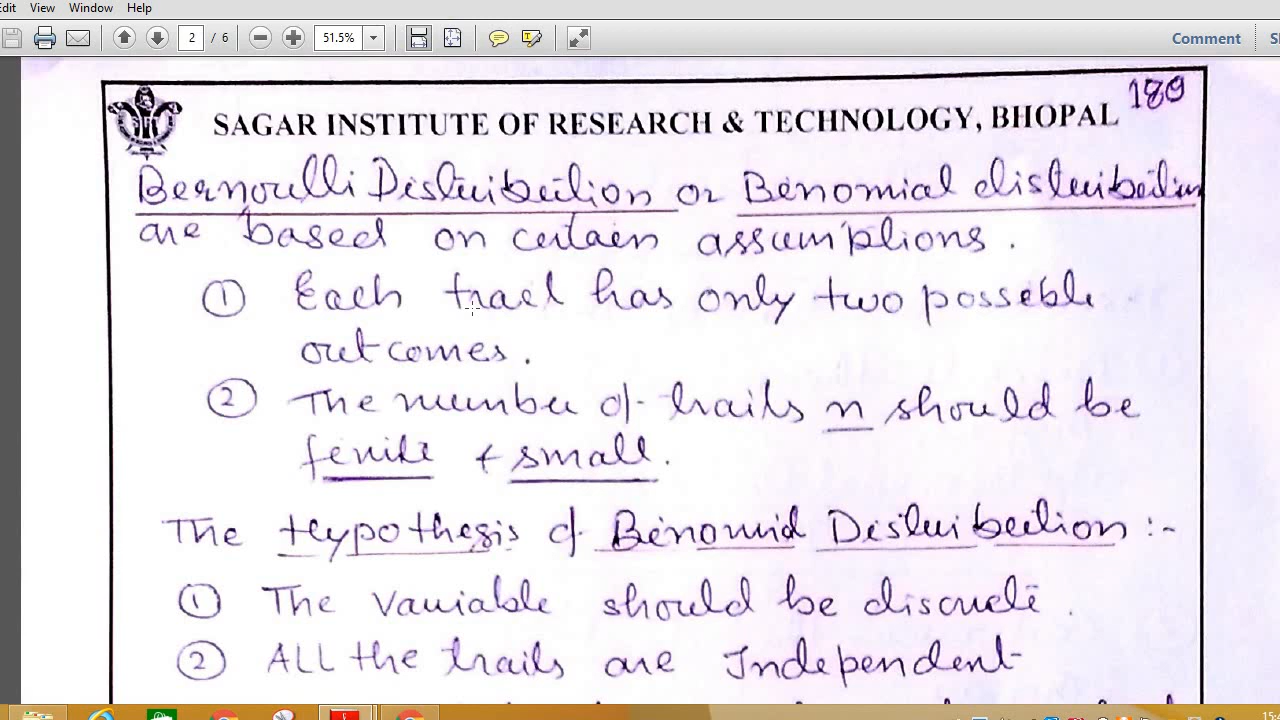 Edit View Window Help
2 / 6 51.5% Comment
180
SAGAR INSTITUTE OF RESEARCH & TECHNOLOGY, BHOPAL
Bernoulli Distribution or Binomial distribution
are based on certain assumptions.
① Each trail has only two possible
outcomes.
② The number of trails n should be
finite & small.
The Hypothesis of Binomial Distribution :-
① The variable should be discrete.
② ALL the trails are Independent